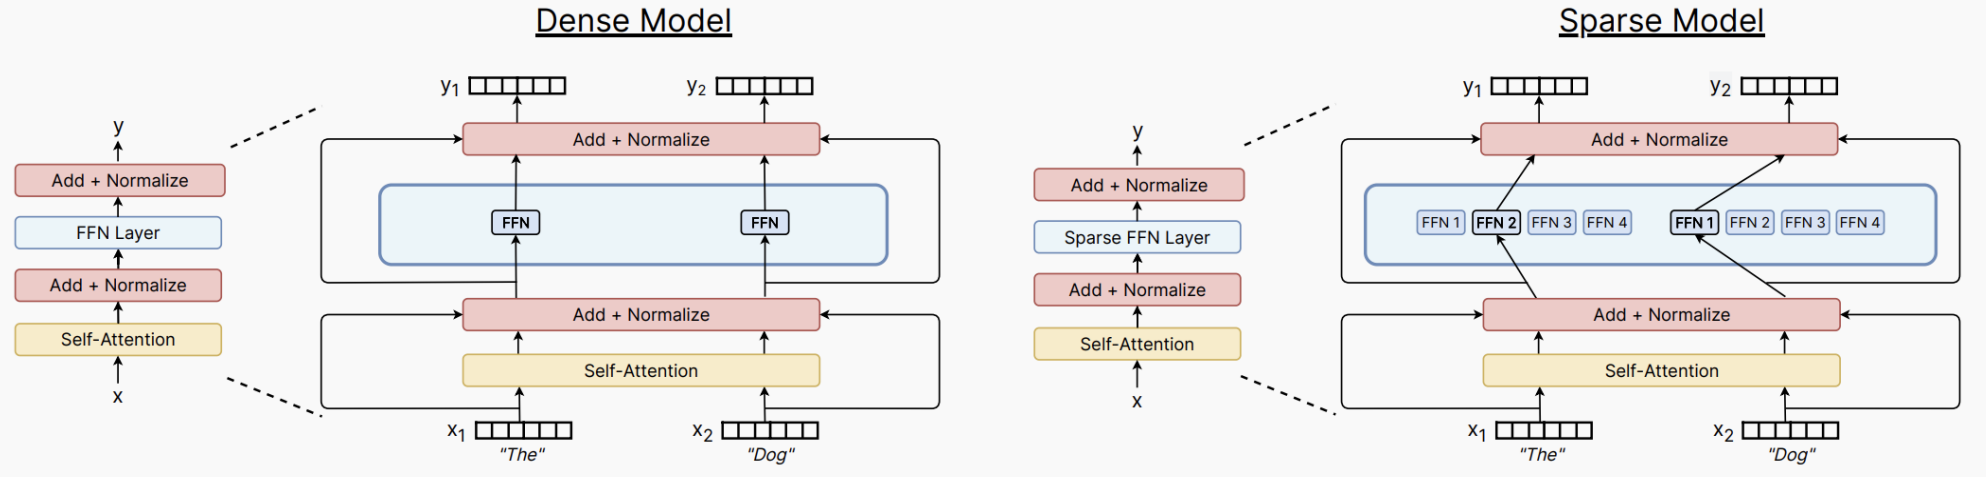 Dense Model
y
Add + Normalize
FFN Layer
Add + Normalize
Self-Attention
x
y1
y2
Add + Normalize
FFN
FFN
Add + Normalize
Self-Attention
x1
x2
"The"
"Dog"
Sparse Model
y
Add + Normalize
Sparse FFN Layer
Add + Normalize
Self-Attention
x
y1
y2
Add + Normalize
FFN 1 FFN 2 FFN 3 FFN 4
FFN 1 FFN 2 FFN 3 FFN 4
Add + Normalize
Self-Attention
x1
x2
"The"
"Dog"